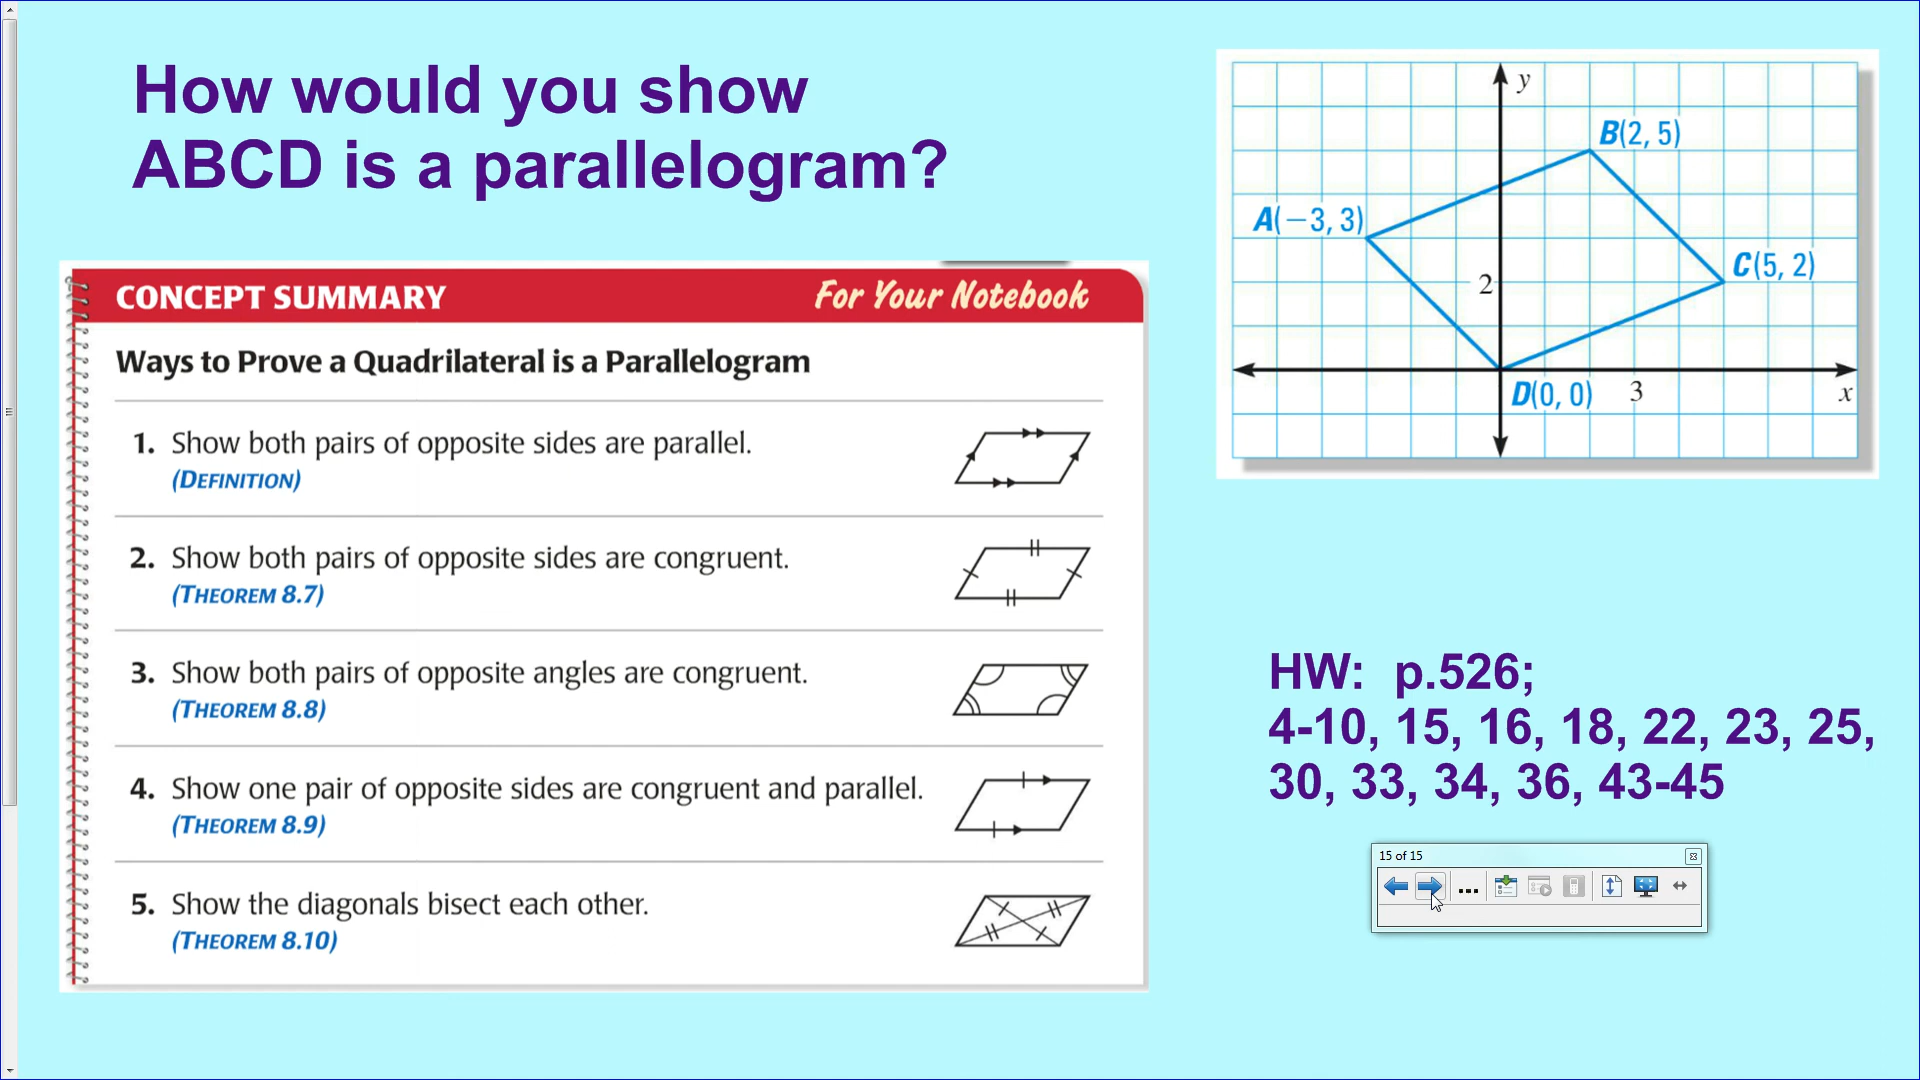 How would you show
ABCD is a parallelogram?
CONCEPT SUMMARY
For Your Notebook
Ways to Prove a Quadrilateral is a Parallelogram
1. Show both pairs of opposite sides are parallel.
(DEFINITION)
2. Show both pairs of opposite sides are congruent.
(THEOREM 8.7)
3. Show both pairs of opposite angles are congruent.
(THEOREM 8.8)
4. Show one pair of opposite sides are congruent and parallel.
(THEOREM 8.9)
5. Show the diagonals bisect each other.
(THEOREM 8.10)
y
B(2, 5)
A(−3, 3)
C(5, 2)
2
D(0, 0)
3
x
HW: p.526;
4-10, 15, 16, 18, 22, 23, 25,
30, 33, 34, 36, 43-45
15 of 15